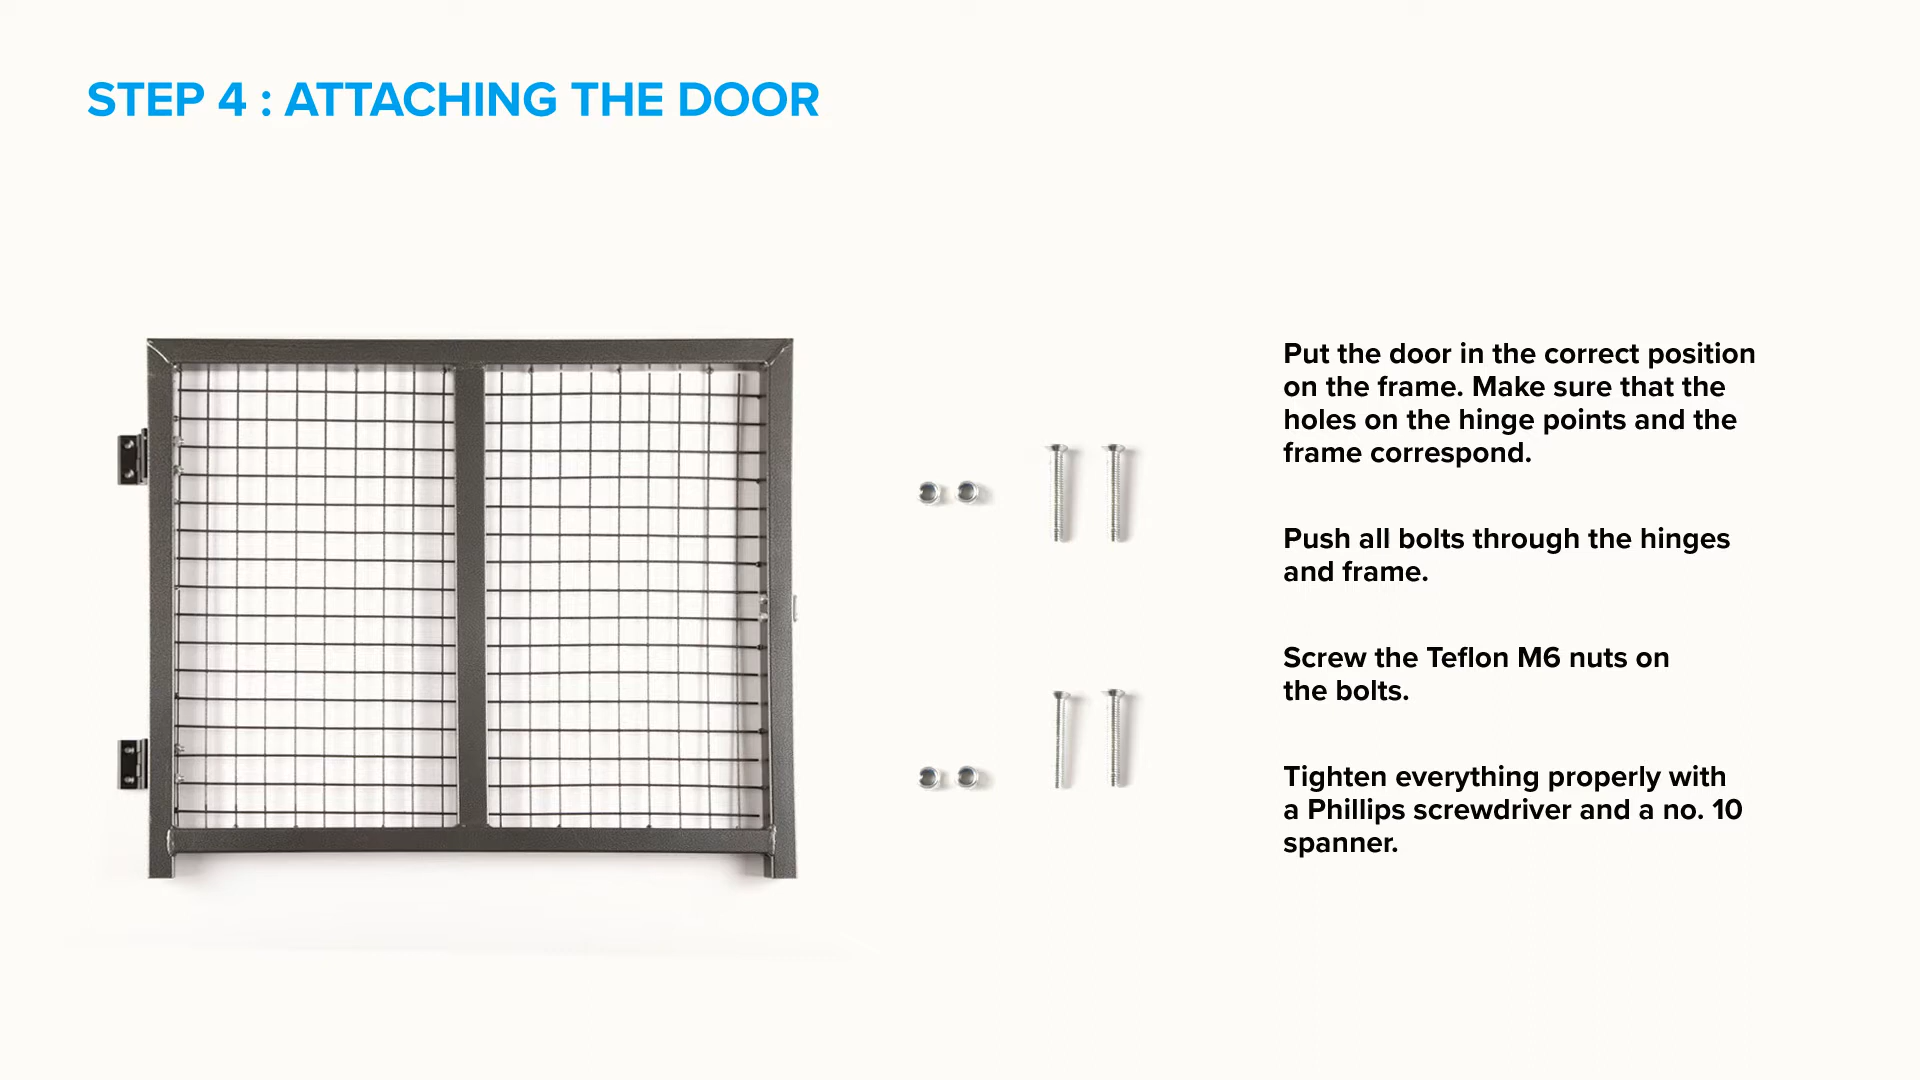 STEP 4 : ATTACHING THE DOOR
Put the door in the correct position
on the frame. Make sure that the
holes on the hinge points and the
frame correspond.
Push all bolts through the hinges
and frame.
Screw the Teflon M6 nuts on
the bolts.
Tighten everything properly with
a Phillips screwdriver and a no. 10
spanner.